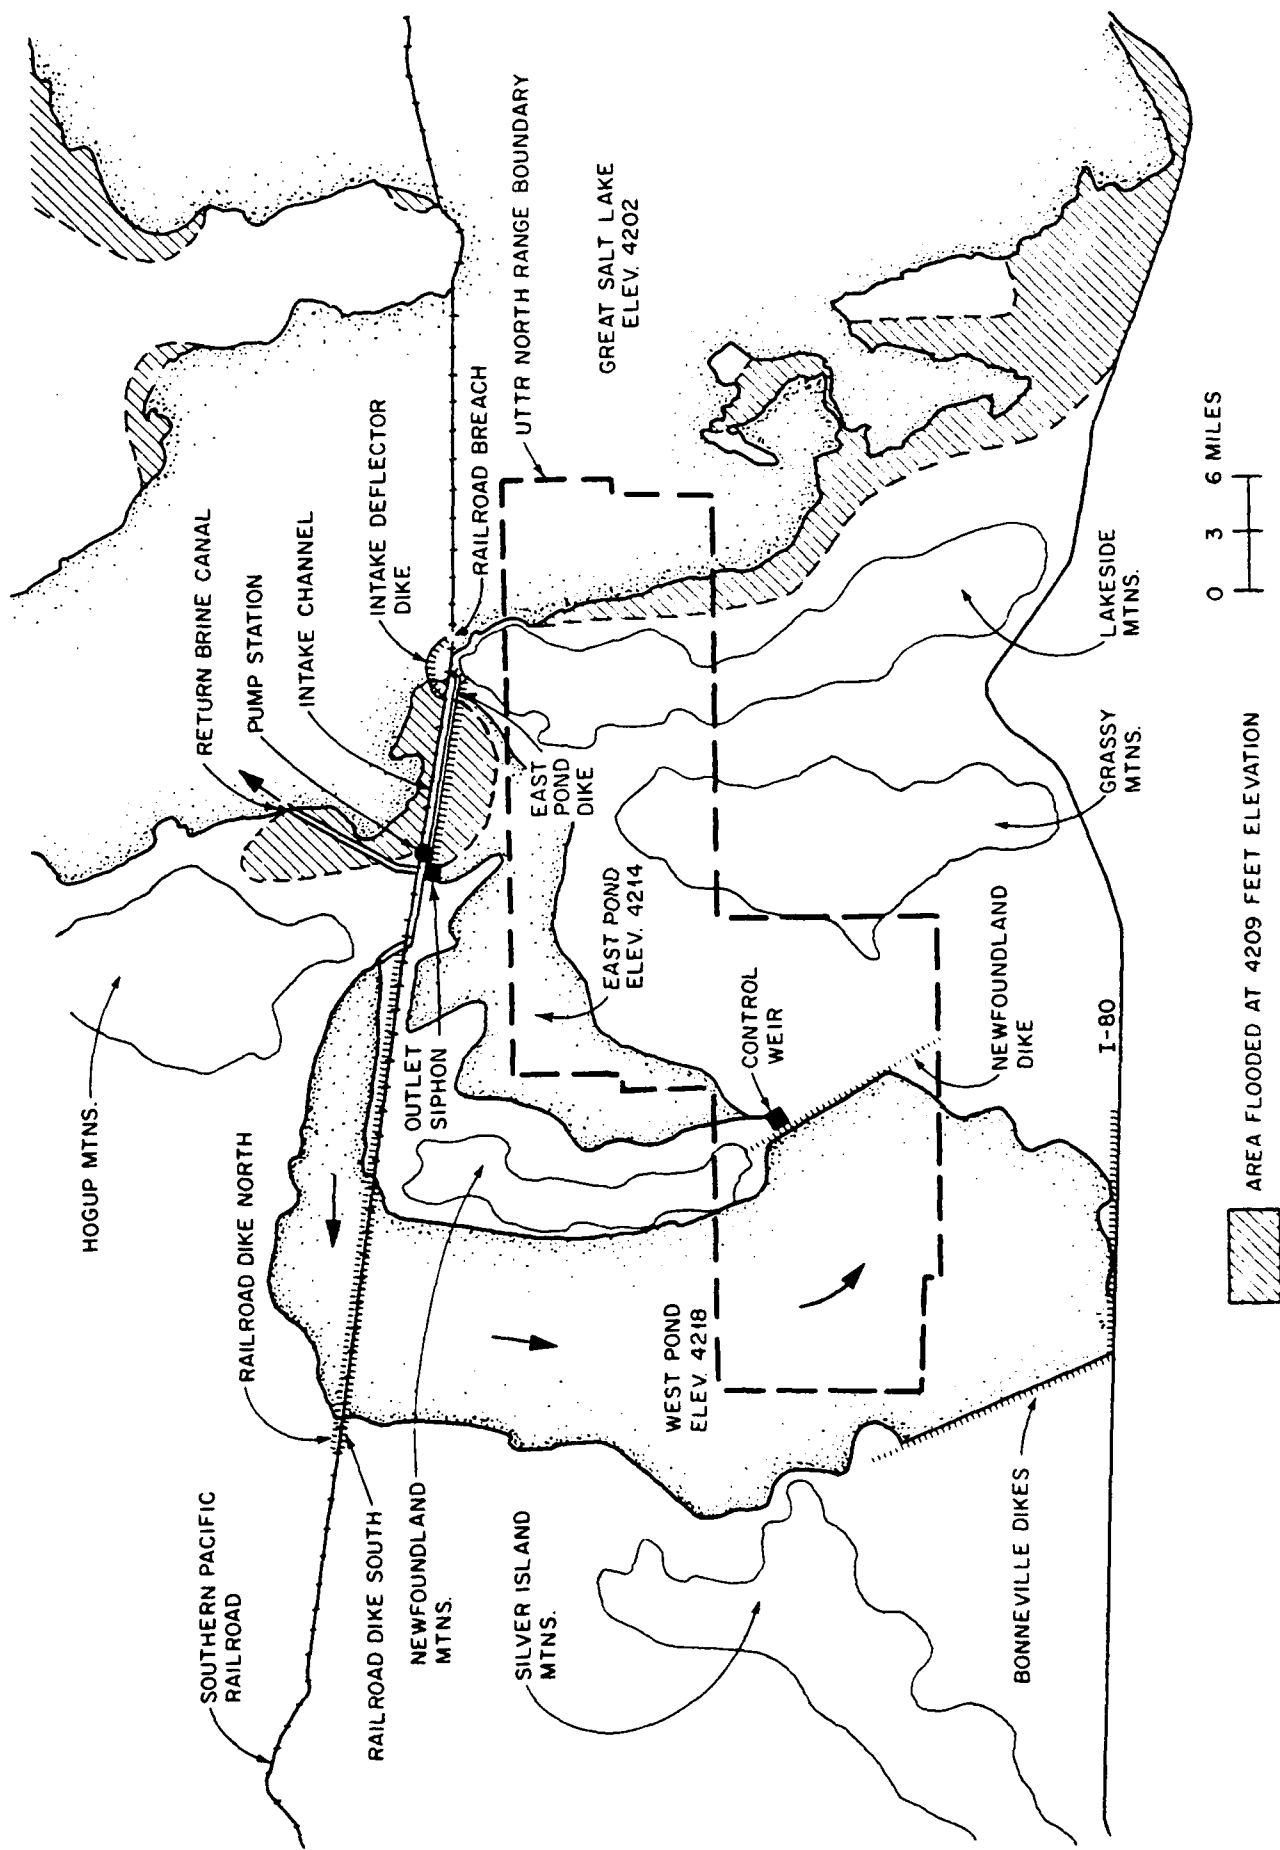 SOUTHERN PACIFIC
RAILROAD
RAILROAD DIKE NORTH
HOGUP MTNS.
RETURN BRINE CANAL
PUMP STATION
INTAKE CHANNEL
INTAKE DEFLECTOR
DIKE
RAILROAD BREACH
UTTR NORTH RANGE BOUNDARY
GREAT SALT LAKE
ELEV. 4202
RAILROAD DIKE SOUTH
NEWFOUNDLAND
MTNS.
OUTLET
SIPHON
EAST
POND
DIKE
SILVER ISLAND
MTNS.
EAST POND
ELEV. 4214
WEST POND
ELEV. 4218
CONTROL
WEIR
NEWFOUNDLAND
DIKE
GRASSY
MTNS.
LAKESIDE
MTNS.
BONNEVILLE DIKES
I-80
0 3 6 MILES
AREA FLOODED AT 4209 FEET ELEVATION